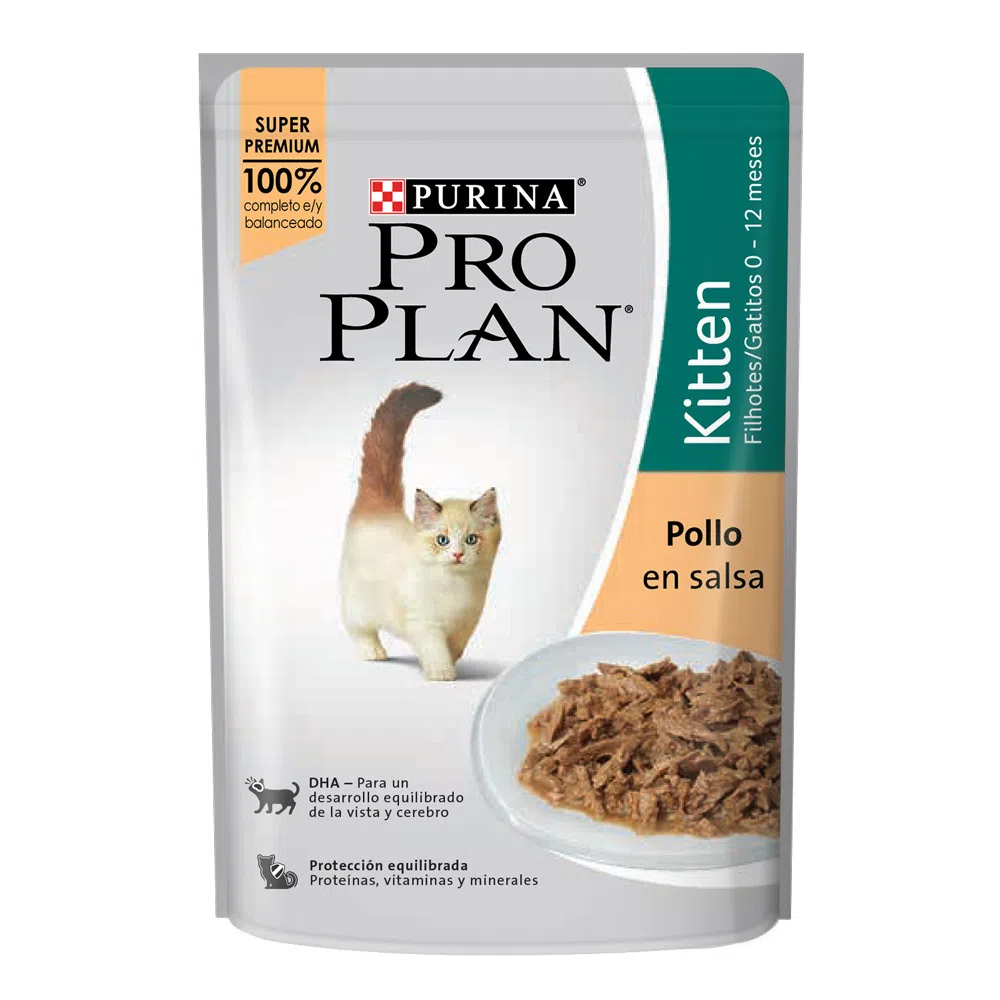 SUPER
PREMIUM
100%
completo e/y
balanceado
PURINA®
PRO
PLAN®
Kitten
Filhotes/Gatitos 0 - 12 meses
Pollo
en salsa
DHA – Para un
desarrollo equilibrado
de la vista y cerebro
Protección equilibrada
Proteínas, vitaminas y minerales